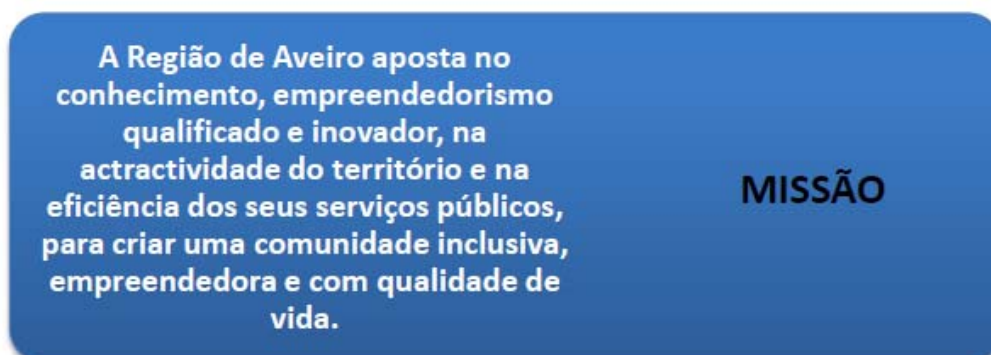 A Região de Aveiro aposta no
conhecimento, empreendedorismo
qualificado e inovador, na
actractividade do território e na
eficiência dos seus serviços públicos,
para criar uma comunidade inclusiva,
empreendedora e com qualidade de
vida.
MISSÃO